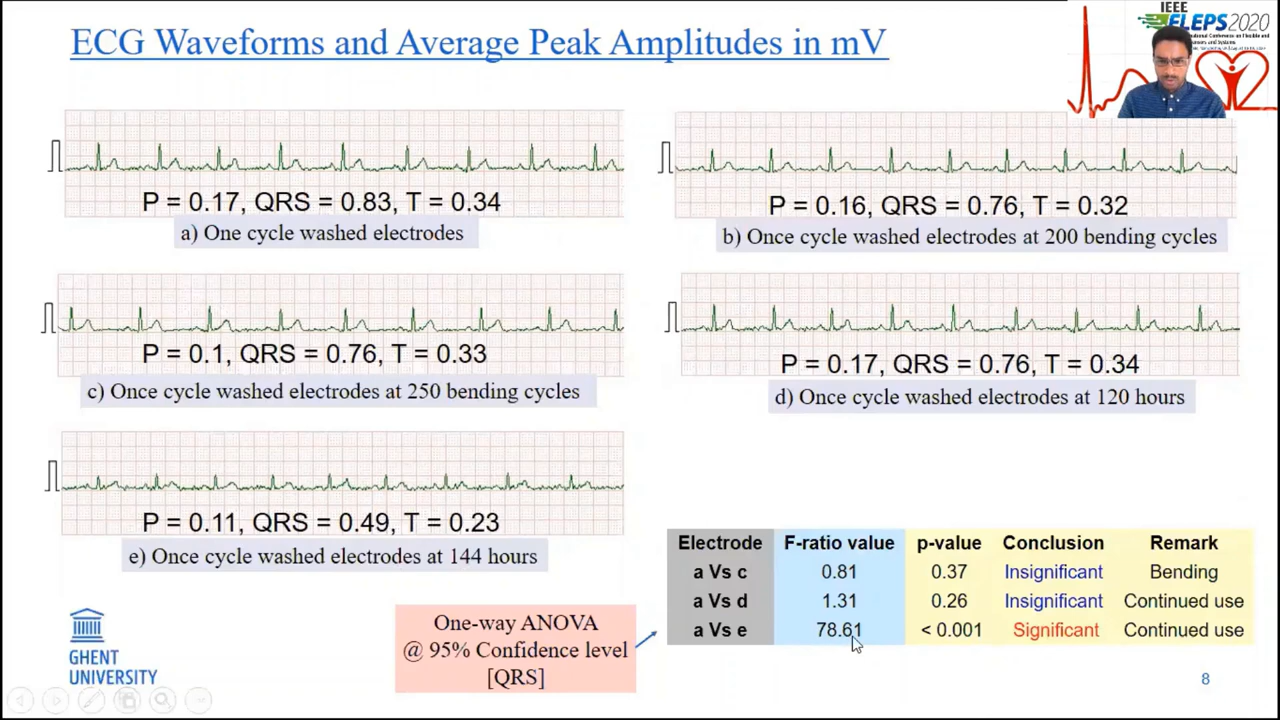 ECG Waveforms and Average Peak Amplitudes in mV
IEEE
FLEPS 2020
P = 0.17, QRS = 0.83, T = 0.34
a) One cycle washed electrodes
P = 0.16, QRS = 0.76, T = 0.32
b) Once cycle washed electrodes at 200 bending cycles
P = 0.1, QRS = 0.76, T = 0.33
c) Once cycle washed electrodes at 250 bending cycles
P = 0.17, QRS = 0.76, T = 0.34
d) Once cycle washed electrodes at 120 hours
P = 0.11, QRS = 0.49, T = 0.23
e) Once cycle washed electrodes at 144 hours
Electrode F-ratio value p-value Conclusion Remark
a Vs c 0.81 0.37 Insignificant Bending
a Vs d 1.31 0.26 Insignificant Continued use
a Vs e 78.61 < 0.001 Significant Continued use
One-way ANOVA
@ 95% Confidence level
[QRS]
GHENT
UNIVERSITY
8